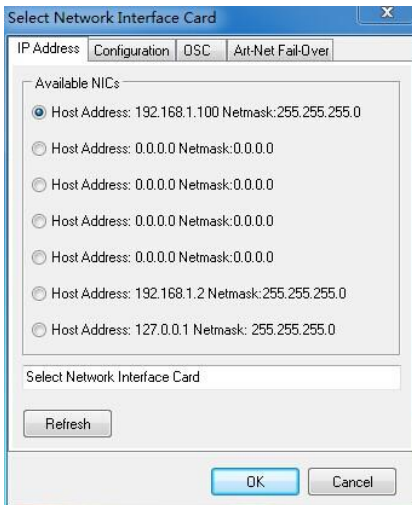 Select Network Interface Card
x
IP Address Configuration OSC Art-Net Fail-Over
Available NICs
Host Address: 192.168.1.100 Netmask:255.255.255.0
Host Address: 0.0.0.0 Netmask:0.0.0.0
Host Address: 0.0.0.0 Netmask:0.0.0.0
Host Address: 0.0.0.0 Netmask:0.0.0.0
Host Address: 0.0.0.0 Netmask:0.0.0.0
Host Address: 192.168.1.2 Netmask:255.255.255.0
Host Address: 127.0.0.1 Netmask: 255.255.255.0
Select Network Interface Card
Refresh
OK Cancel